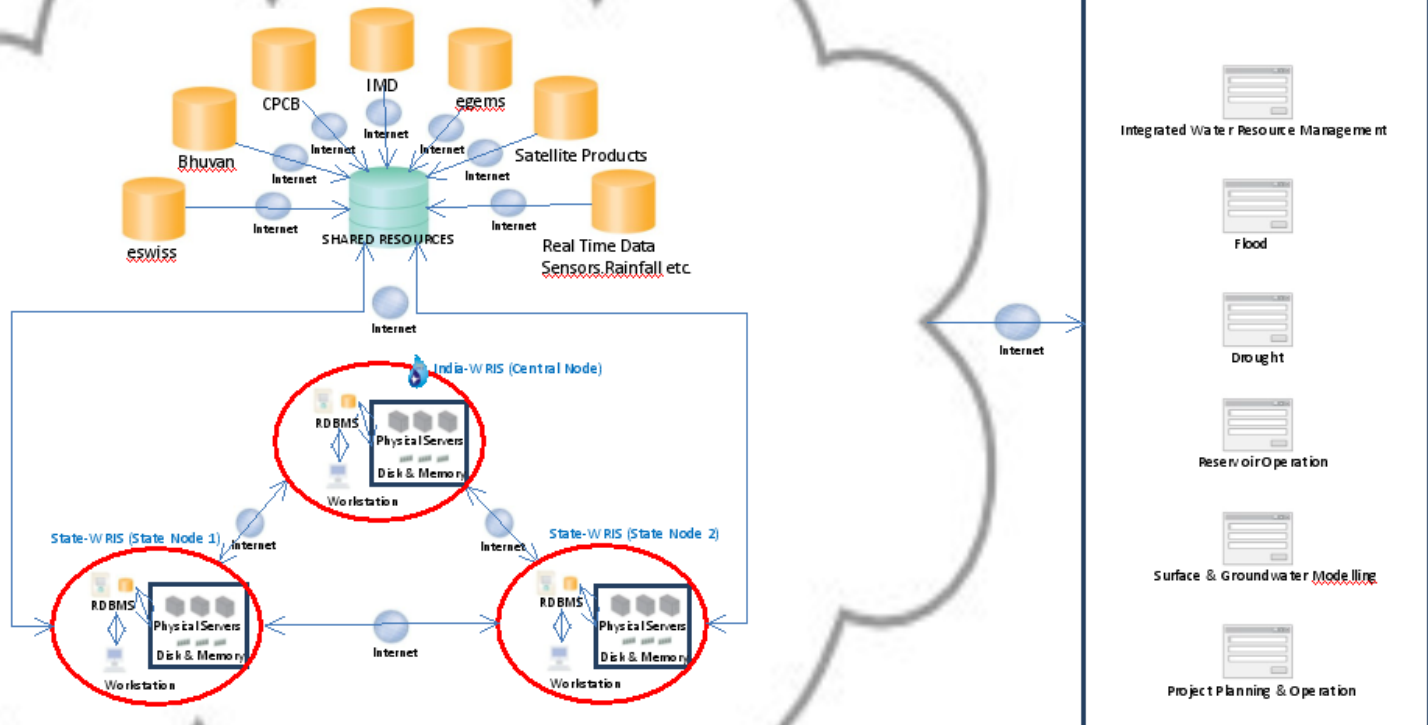 IMD
CPCB
egems
Internet
Internet
Internet
Internet
Bhuvan
Satellite Products
Internet
Internet
eswiss
Internet
Internet
SHARED RESOURCES
Real Time Data
Sensors.Rainfall etc.
Internet
India-WRIS (Central Node)
RDBMS
Physical Servers
Disk & Memory
Workstation
Internet
Internet
State-WRIS (State Node 1)
RDBMS
Physical Servers
Disk & Memory
Workstation
State-WRIS (State Node 2)
RDBMS
Physical Servers
Disk & Memory
Workstation
Internet
Internet
Integrated Water Resource Management
Flood
Drought
Reservoir Operation
Surface & Groundwater Modelling
Project Planning & Operation